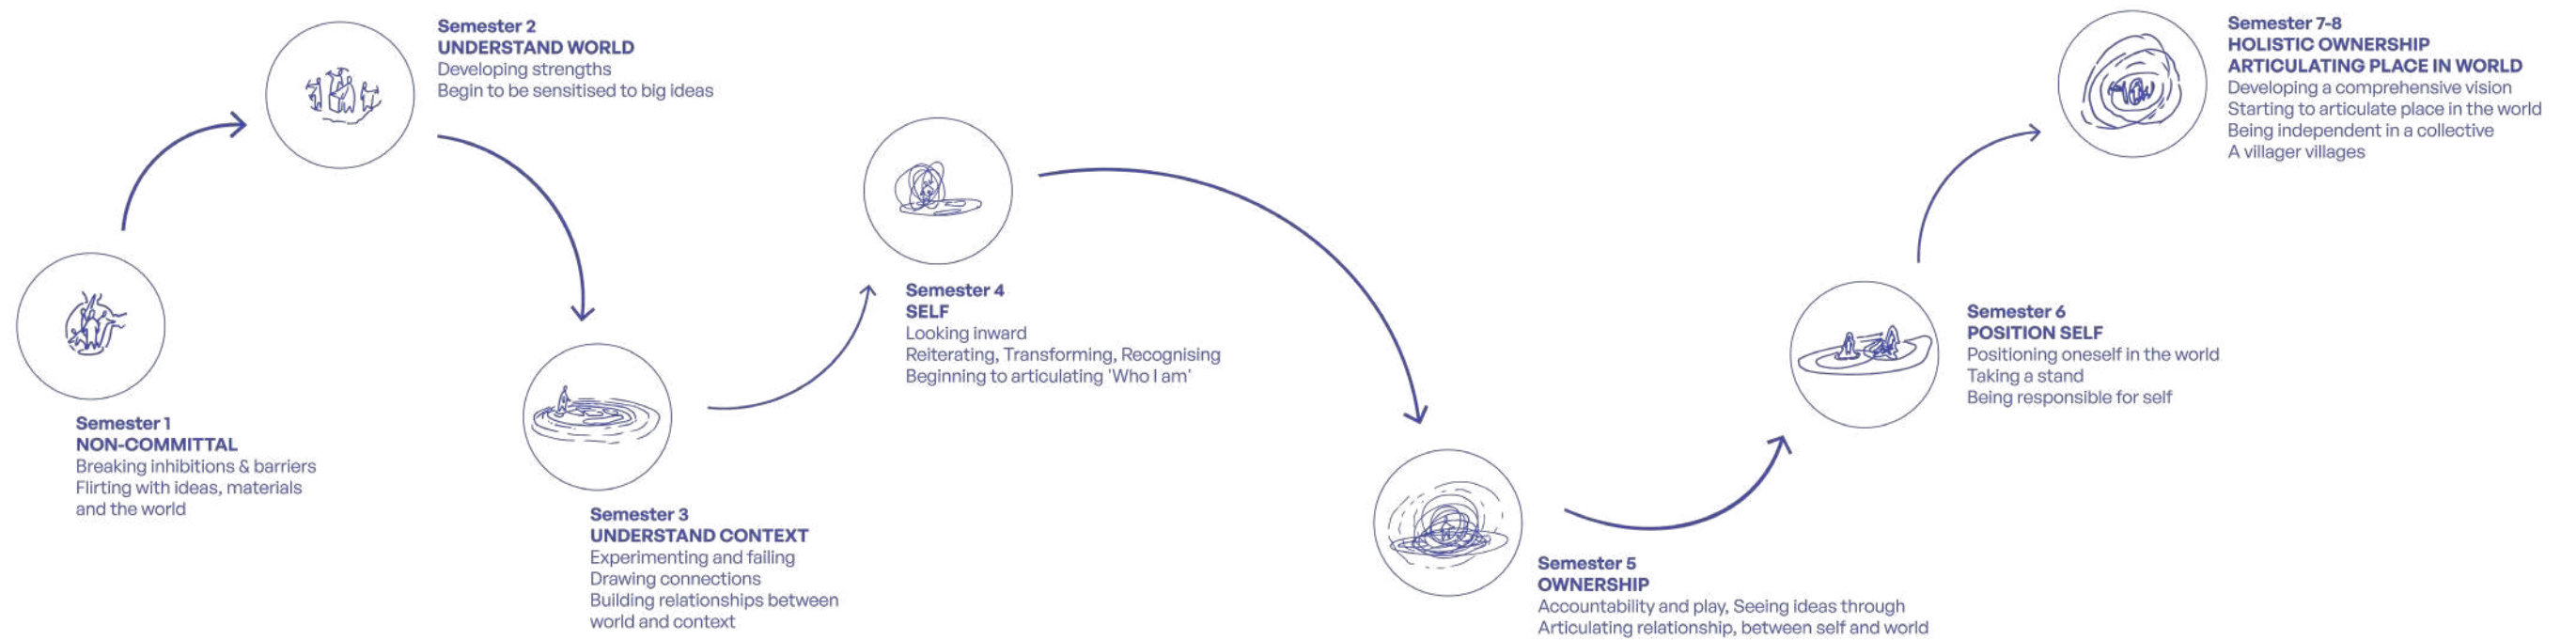 Semester 1
NON-COMMITTAL
Breaking inhibitions & barriers
Flirting with ideas, materials
and the world
Semester 2
UNDERSTAND WORLD
Developing strengths
Begin to be sensitised to big ideas
Semester 3
UNDERSTAND CONTEXT
Experimenting and failing
Drawing connections
Building relationships between
world and context
Semester 4
SELF
Looking inward
Reiterating, Transforming, Recognising
Beginning to articulating 'Who I am'
Semester 5
OWNERSHIP
Accountability and play, Seeing ideas through
Articulating relationship, between self and world
Semester 6
POSITION SELF
Positioning oneself in the world
Taking a stand
Being responsible for self
Semester 7-8
HOLISTIC OWNERSHIP
ARTICULATING PLACE IN WORLD
Developing a comprehensive vision
Starting to articulate place in the world
Being independent in a collective
A villager villages